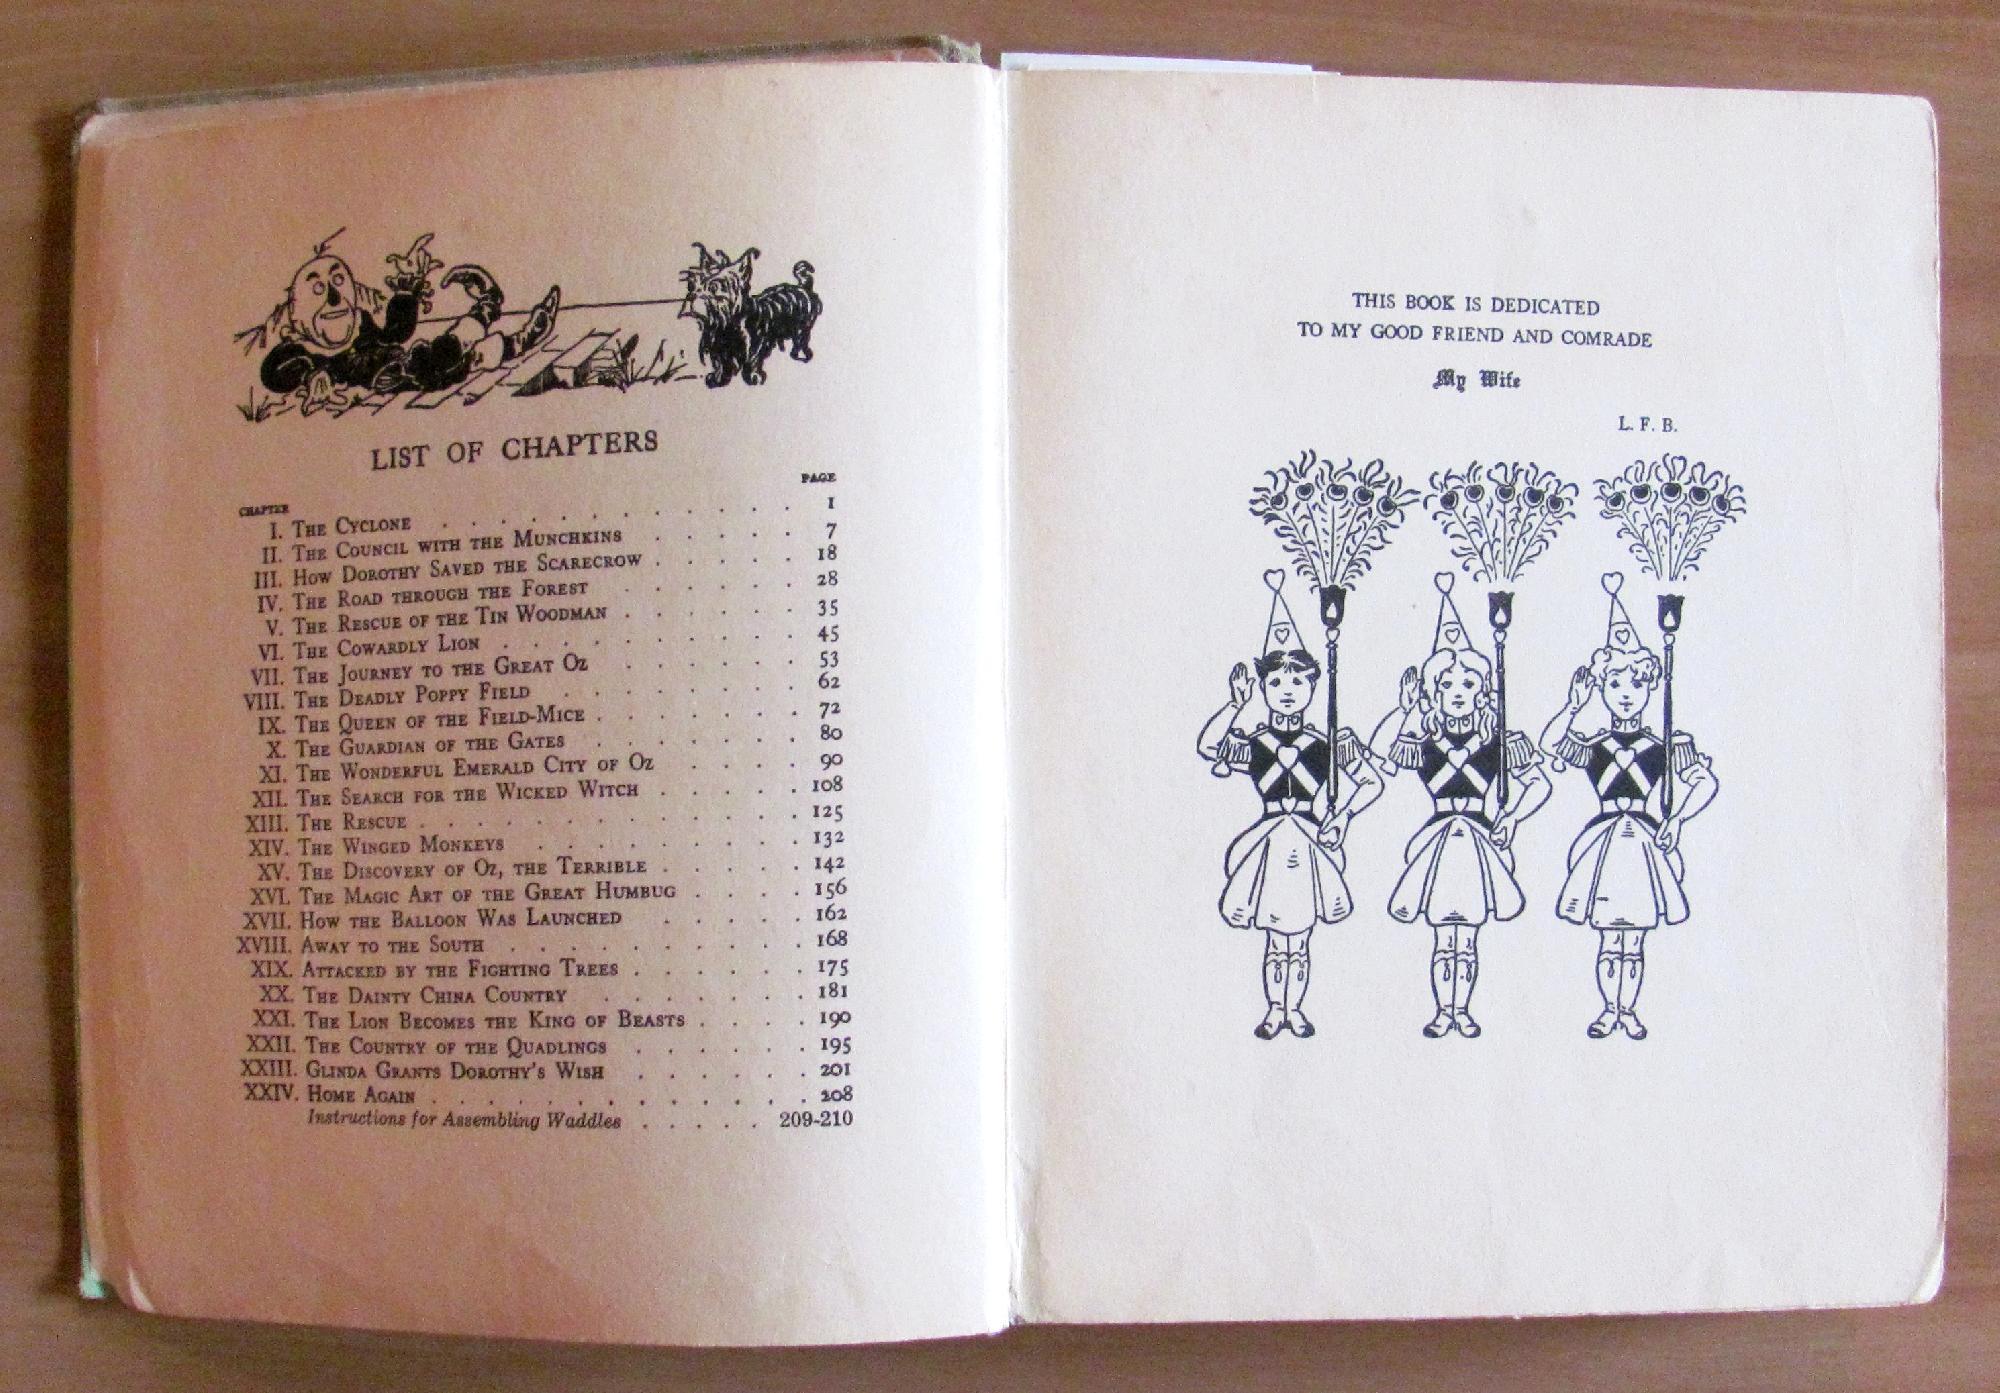 LIST OF CHAPTERS
CHAPTER PAGE
I. THE CYCLONE . . . . . . . . . . . . 1
II. THE COUNCIL WITH THE MUNCHKINS . . . . . 7
III. HOW DOROTHY SAVED THE SCARECROW . . . . . 18
IV. THE ROAD THROUGH THE FOREST . . . . . . 28
V. THE RESCUE OF THE TIN WOODMAN . . . . . . 35
VI. THE COWARDLY LION . . . . . . . . . . 45
VII. THE JOURNEY TO THE GREAT OZ . . . . . . 53
VIII. THE DEADLY POPPY FIELD . . . . . . . . 62
IX. THE QUEEN OF THE FIELD-MICE . . . . . . . 72
X. THE GUARDIAN OF THE GATES . . . . . . . 80
XI. THE WONDERFUL EMERALD CITY OF OZ . . . . 90
XII. THE SEARCH FOR THE WICKED WITCH . . . . . 108
XIII. THE RESCUE . . . . . . . . . . . . . 125
XIV. THE WINGED MONKEYS . . . . . . . . . 132
XV. THE DISCOVERY OF OZ, THE TERRIBLE . . . . . 142
XVI. THE MAGIC ART OF THE GREAT HUMBUG . . . . 156
XVII. HOW THE BALLOON WAS LAUNCHED . . . . . 162
XVIII. AWAY TO THE SOUTH . . . . . . . . . . 168
XIX. ATTACKED BY THE FIGHTING TREES . . . . . . 175
XX. THE DAINTY CHINA COUNTRY . . . . . . . 181
XXI. THE LION BECOMES THE KING OF BEASTS . . . . 190
XXII. THE COUNTRY OF THE QUADLINGS . . . . . . 195
XXIII. GLINDA GRANTS DOROTHY'S WISH . . . . . . 201
XXIV. HOME AGAIN . . . . . . . . . . . . . 208
Instructions for Assembling Waddles . . . . . 209-210
THIS BOOK IS DEDICATED
TO MY GOOD FRIEND AND COMRADE
My Wife
L. F. B.